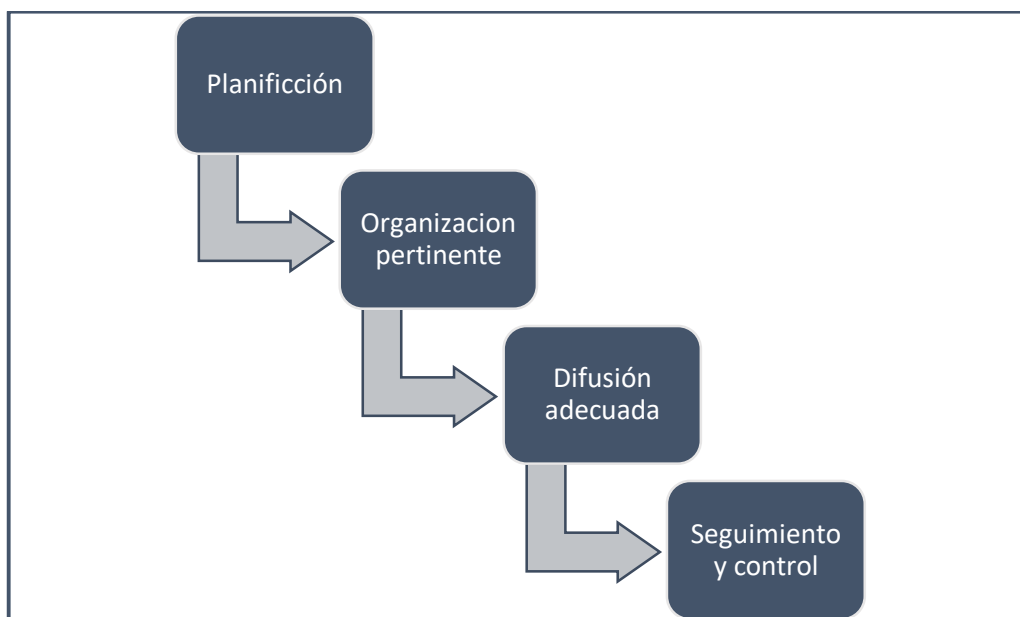 Planificción
Organizacion
pertinente
Difusión
adecuada
Seguimiento
y control